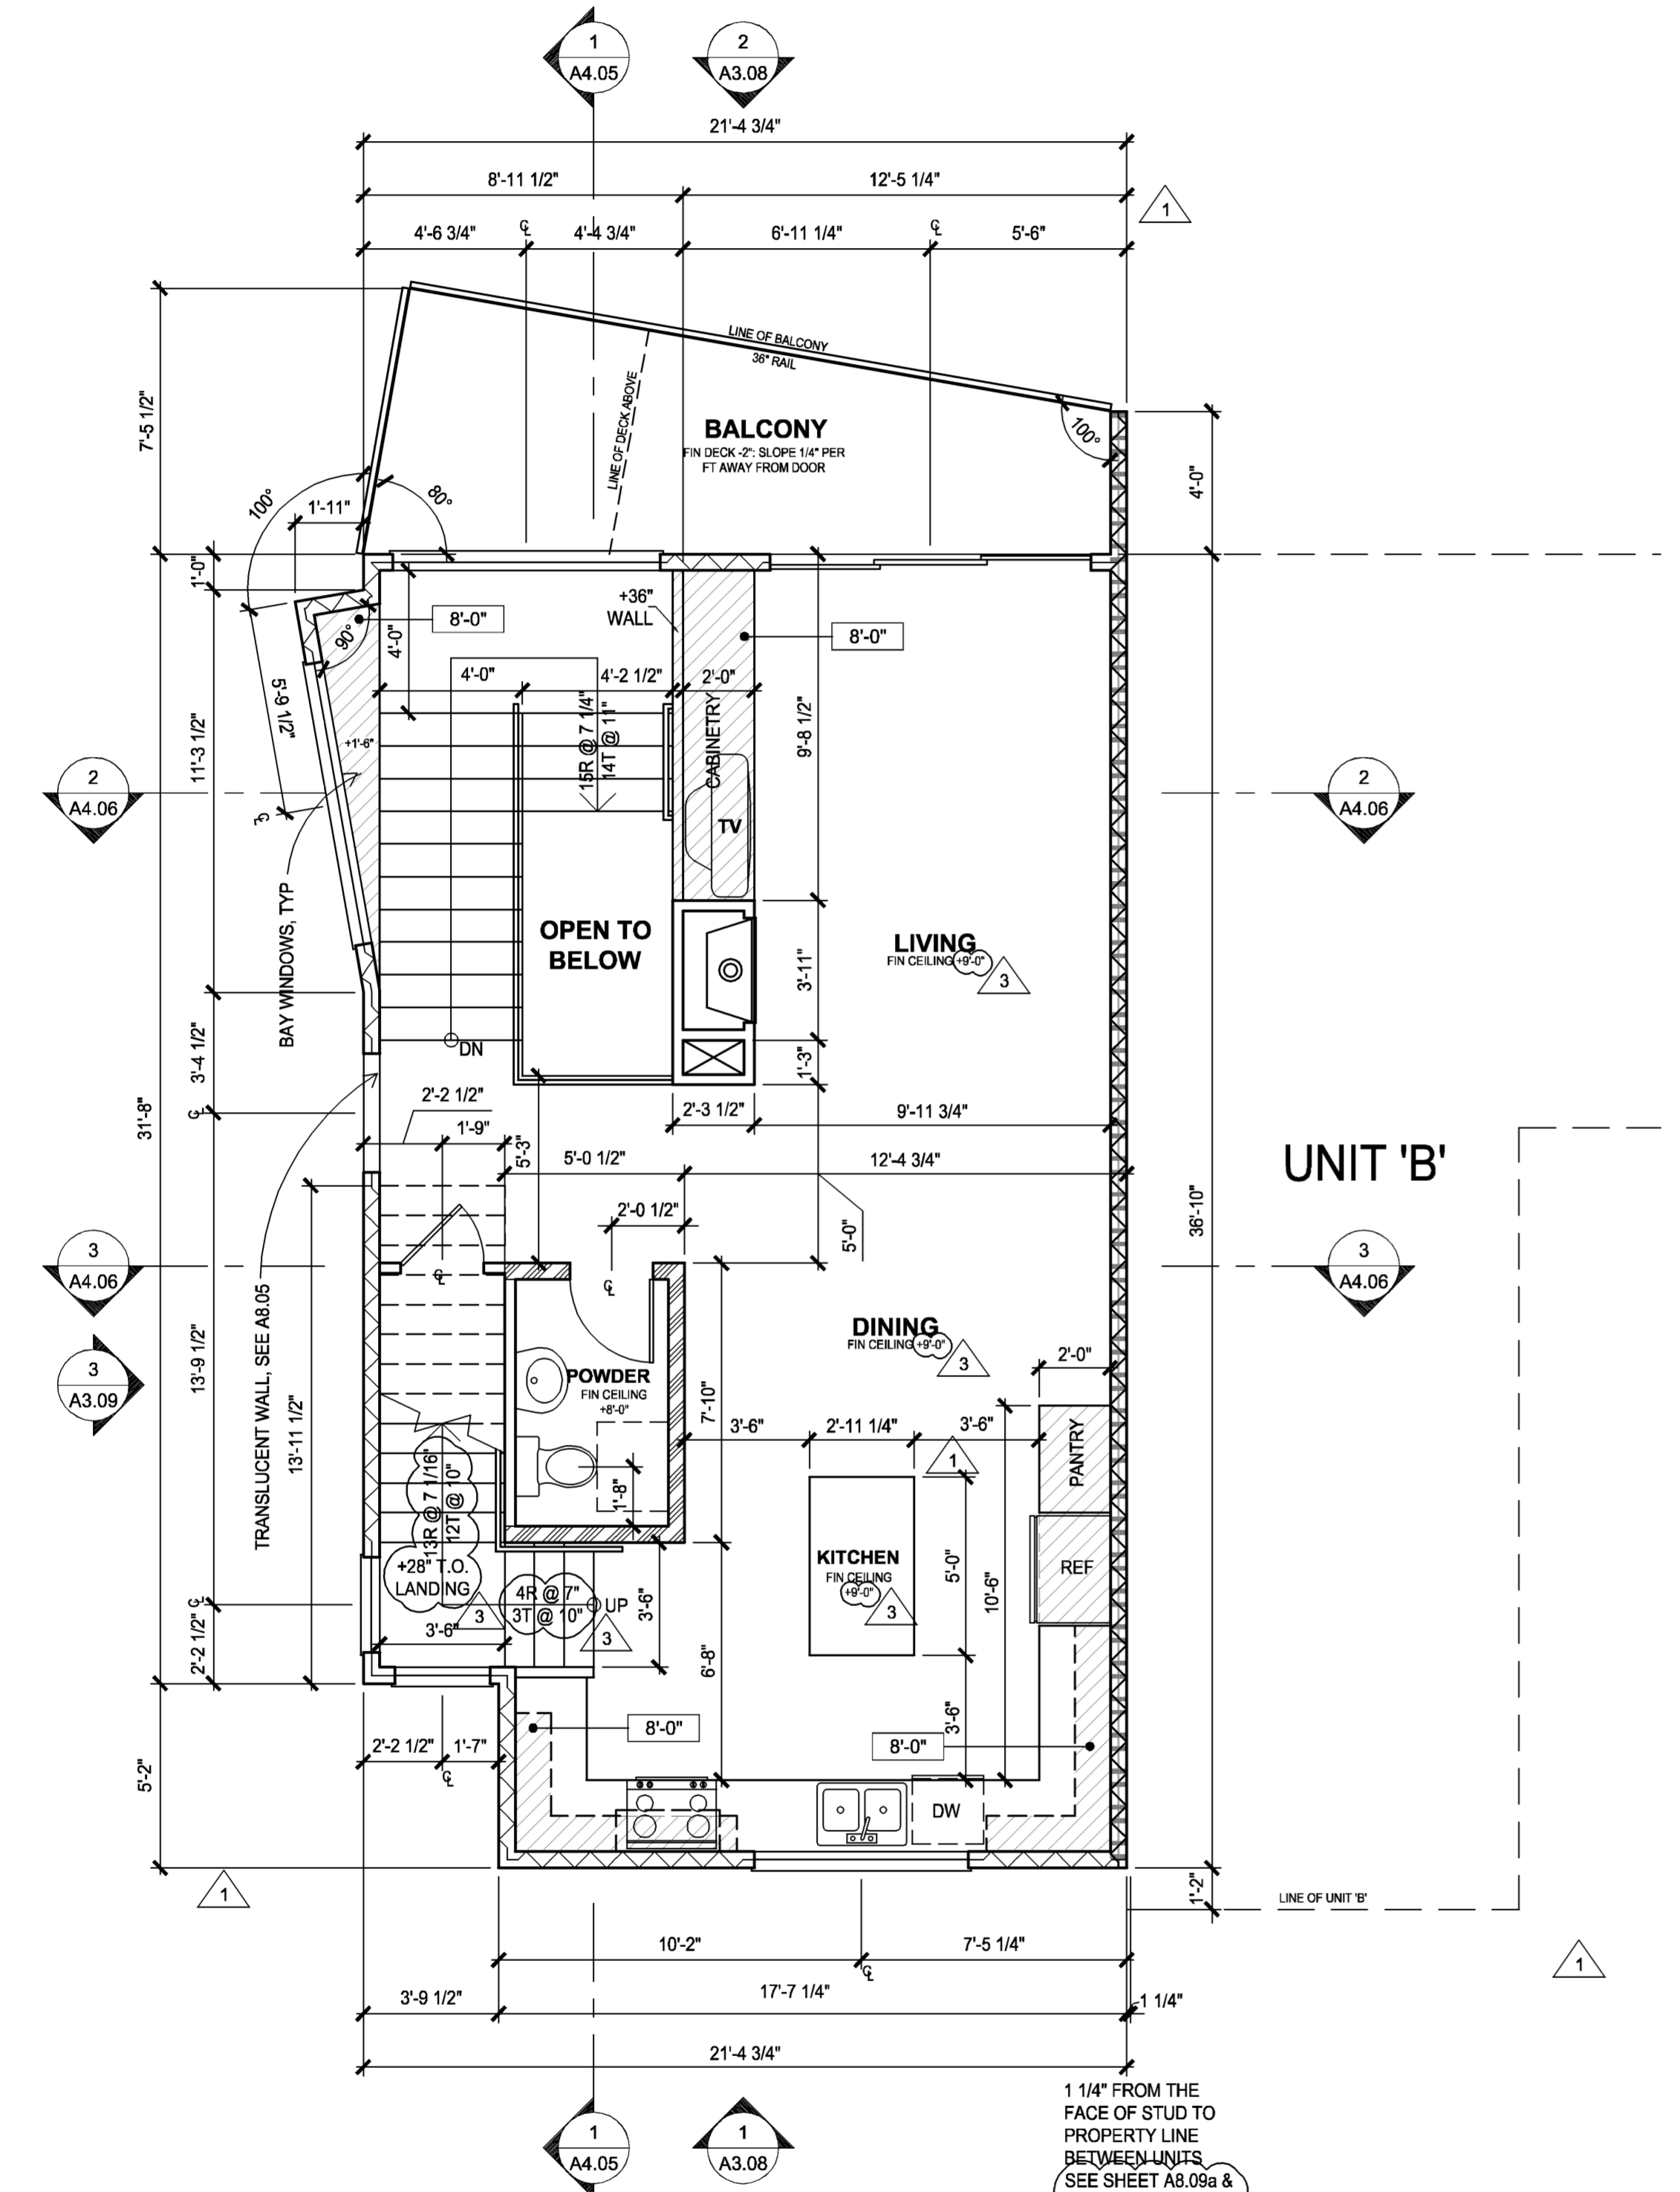 1
A4.05
2
A3.08
21'-4 3/4"
8'-11 1/2"
12'-5 1/4"
1
4'-6 3/4"
4'-4 3/4"
6'-11 1/4"
5'-6"
LINE OF BALCONY
36" RAIL
LINE OF DECK ABOVE
7'-5 1/2"
BALCONY
FIN DECK -2": SLOPE 1/4" PER
FT AWAY FROM DOOR
100°
4'-0"
100°
1'-11"
80°
1'-0"
8'-0"
+36"
WALL
8'-0"
90°
4'-0"
4'-0"
4'-2 1/2"
2'-0"
5'-9 1/2"
11'-3 1/2"
+1'-6"
15R @ 7 1/4"
14T @ 11"
CABINETRY
9'-8 1/2"
2
A4.06
TV
2
A4.06
BAY WINDOWS, TYP
OPEN TO
BELOW
LIVING
FIN CEILING +9'-0"
3
3'-11"
DN
3'-4 1/2"
1'-3"
2'-2 1/2"
1'-9"
2'-3 1/2"
9'-11 3/4"
31'-8"
5'-3"
5'-0 1/2"
12'-4 3/4"
UNIT 'B'
36'-10"
2'-0 1/2"
5'-0"
3
A4.06
3
A4.06
TRANSLUCENT WALL, SEE A8.05
DINING
FIN CEILING +9'-0"
3
2'-0"
3
A3.09
13'-9 1/2"
13'-11 1/2"
POWDER
FIN CEILING
+8'-0"
7'-10"
3'-6"
2'-11 1/4"
3'-6"
1
PANTRY
13R @ 7 1/16"
12T @ 10"
1'-8"
+28" T.O.
LANDING
3
4R @ 7"
3T @ 10"
UP
3
3'-6"
3'-6"
KITCHEN
FIN CEILING
+9'-0"
3
5'-0"
10'-6"
REF
2'-2 1/2"
6'-8"
3'-6"
8'-0"
8'-0"
2'-2 1/2"
1'-7"
5'-2"
DW
1
1'-2"
LINE OF UNIT 'B'
10'-2"
7'-5 1/4"
1
3'-9 1/2"
17'-7 1/4"
1 1/4"
21'-4 3/4"
1
A4.05
1
A3.08
1 1/4" FROM THE
FACE OF STUD TO
PROPERTY LINE
BETWEEN UNITS
SEE SHEET A8.09a &